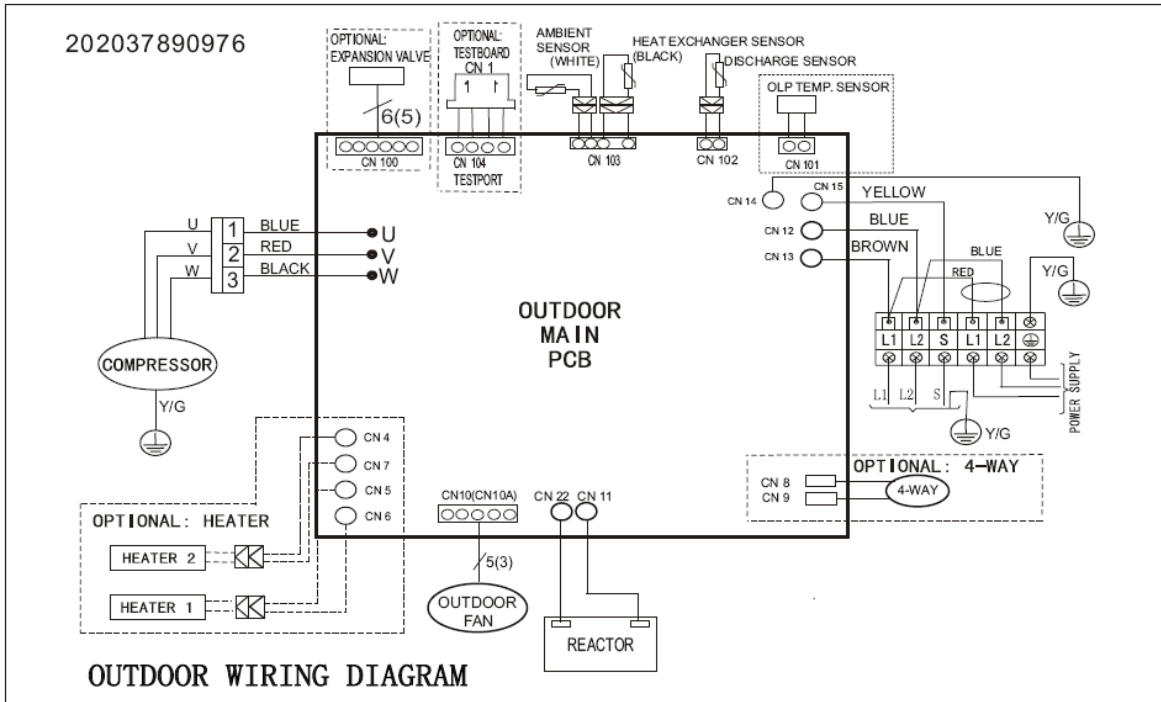 202037890976
OPTIONAL:
EXPANSION VALVE
6(5)
CN 100
OPTIONAL:
TESTBOARD
CN 1
1 1
CN 104
TESTPORT
AMBIENT
SENSOR
(WHITE)
HEAT EXCHANGER SENSOR
(BLACK)
DISCHARGE SENSOR
CN 103
CN 102
OLP TEMP. SENSOR
CN 101
CN 14
CN 15
YELLOW
CN 12
BLUE
CN 13
BROWN
Y/G
BLUE
RED
Y/G
U 1 BLUE U
V 2 RED V
W 3 BLACK W
COMPRESSOR
Y/G
OUTDOOR
MAIN
PCB
L1 L2 S L1 L2
L1 L2 S
Y/G
POWER SUPPLY
OPTIONAL: 4-WAY
CN 8
CN 9
4-WAY
CN 4
CN 7
CN 5
CN 6
OPTIONAL: HEATER
HEATER 2
HEATER 1
CN10(CN10A)
CN 22
CN 11
5(3)
OUTDOOR
FAN
REACTOR
OUTDOOR WIRING DIAGRAM